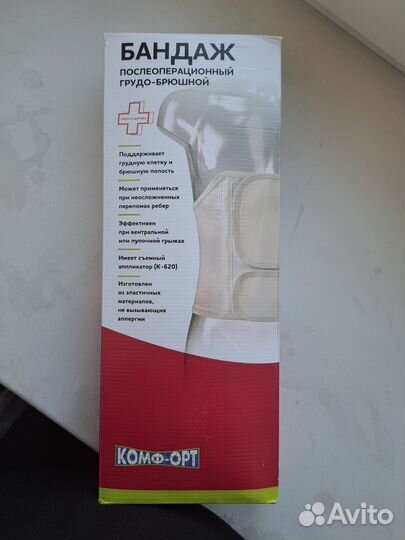 БАНДАЖ
ПОСЛЕОПЕРАЦИОННЫЙ
ГРУДО-БРЮШНОЙ
Поддерживает
грудную клетку и
брюшную полость
Может применяться
при неосложненных
переломах ребер
Эффективен
при вентральной
или пупочной грыжах
Имеет съемный
аппликатор (К-620)
Изготовлен
из эластичных
материалов,
не вызывающих
аллергии
КОМФ-ОРТ
Avito